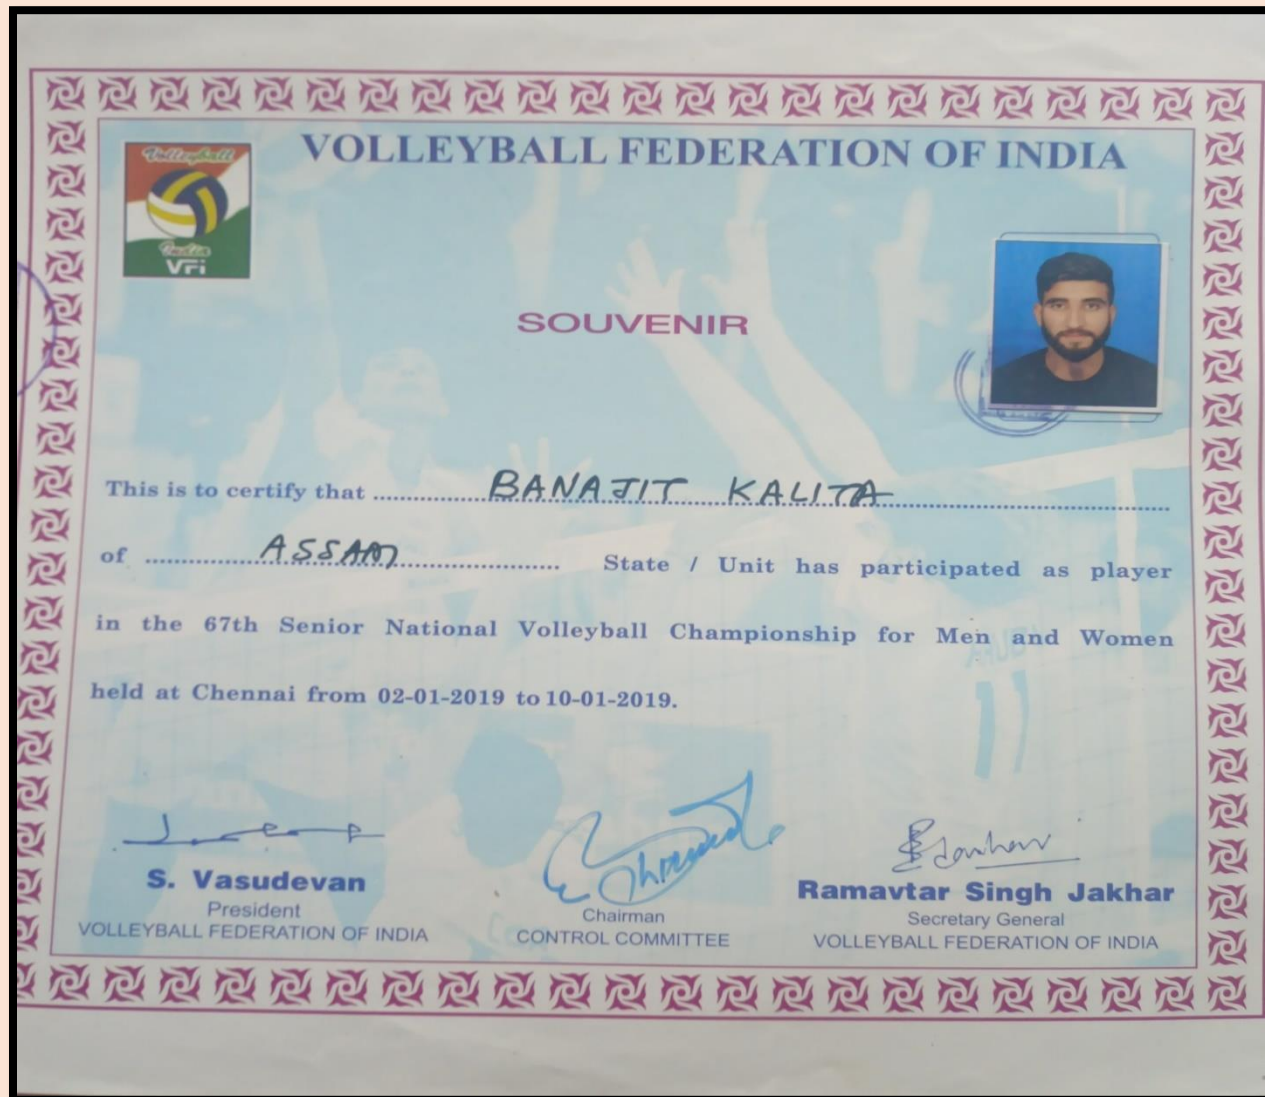 VOLLEYBALL FEDERATION OF INDIA
Volleyball
India
VFi
SOUVENIR
This is to certify that BANAJIT KALITA
of ASSAM State / Unit has participated as player
in the 67th Senior National Volleyball Championship for Men and Women
held at Chennai from 02-01-2019 to 10-01-2019.
S. Vasudevan
President
VOLLEYBALL FEDERATION OF INDIA
Chairman
CONTROL COMMITTEE
Ramavtar Singh Jakhar
Secretary General
VOLLEYBALL FEDERATION OF INDIA